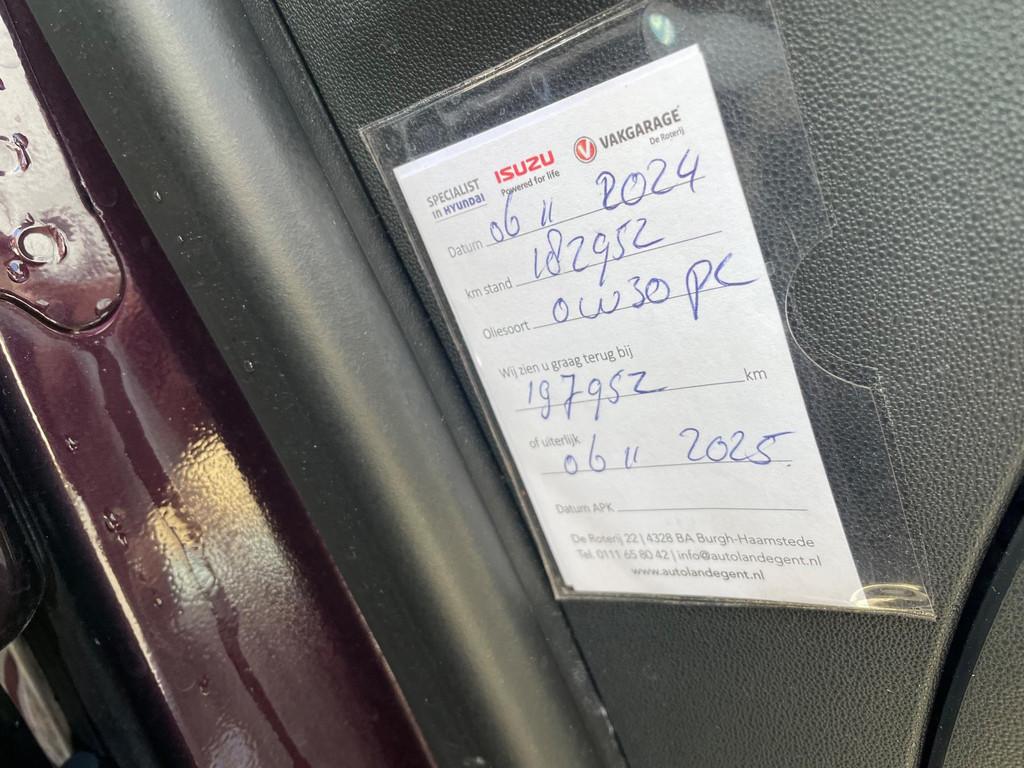 SPECIALIST
in HYUNDAI
ISUZU
Powered for life
VAKGARAGE
De Roterij
Datum 06 11 2024
km stand 182952
Oliesoort 0W30 PC
Wij zien u graag terug bij
197952 km
of uiterlijk
06 11 2025.
Datum APK
De Roterij 22 | 4328 BA Burgh-Haamstede
Tel. 0111 65 80 42 | info@autolandegent.nl
www.autolandegent.nl